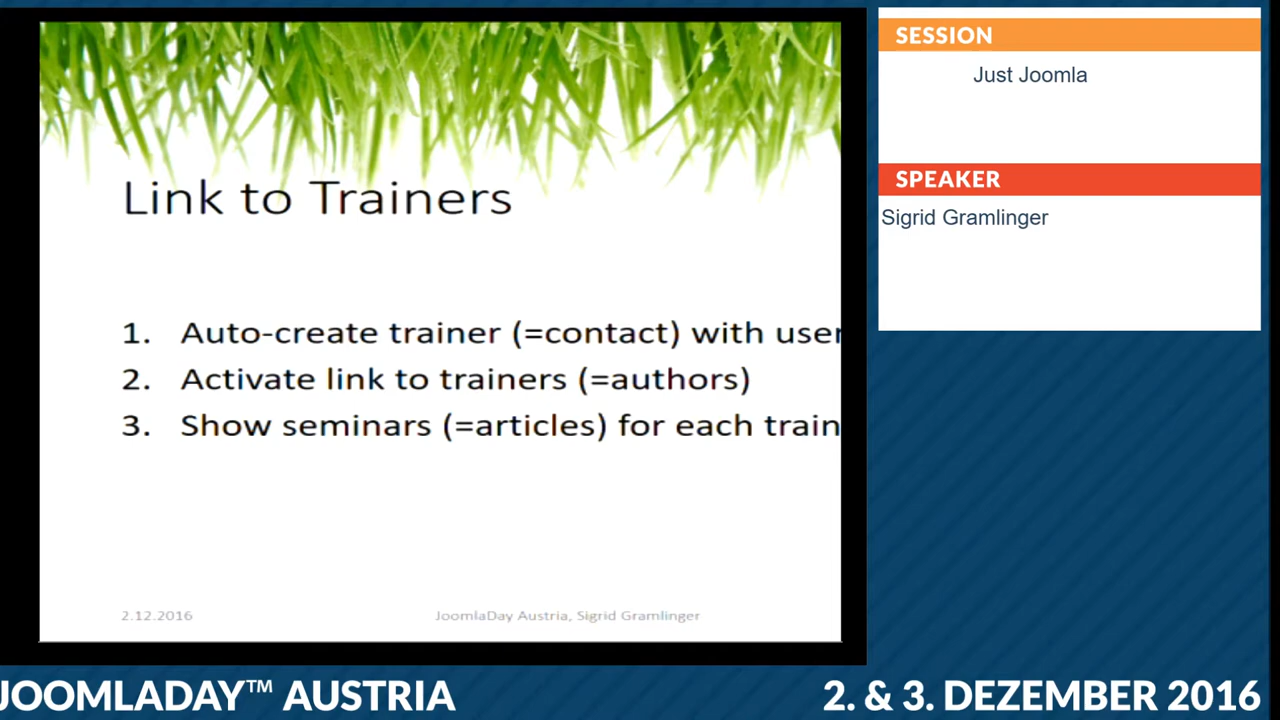 Link to Trainers
1. Auto-create trainer (=contact) with user
2. Activate link to trainers (=authors)
3. Show seminars (=articles) for each train
2.12.2016
JoomlaDay Austria, Sigrid Gramlinger
SESSION
Just Joomla
SPEAKER
Sigrid Gramlinger
JOOMLADAY™ AUSTRIA
2. & 3. DEZEMBER 2016